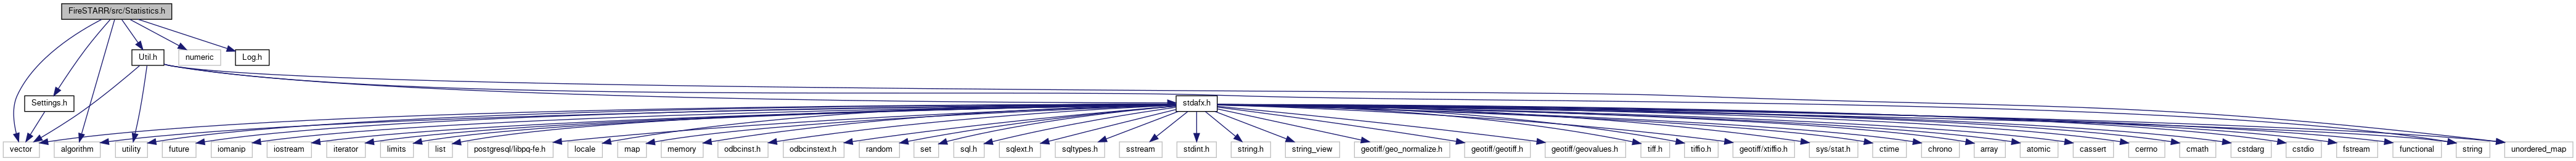 FireSTARR/src/Statistics.h
Util.h
numeric
Log.h
Settings.h
stdafx.h
vector
algorithm
utility
future
iomanip
iostream
iterator
limits
list
postgresql/libpq-fe.h
locale
map
memory
odbcinst.h
odbcinstext.h
random
set
sql.h
sqlext.h
sqltypes.h
sstream
stdint.h
string.h
string_view
geotiff/geo_normalize.h
geotiff/geotiff.h
geotiff/geovalues.h
tiff.h
tiffio.h
geotiff/xtiffio.h
sys/stat.h
ctime
chrono
array
atomic
cassert
cerrno
cmath
cstdarg
cstdio
fstream
functional
string
unordered_map